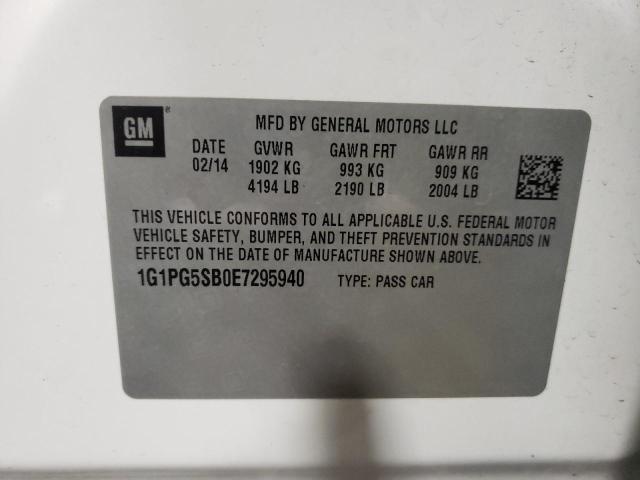 GM®
MFD BY GENERAL MOTORS LLC
DATE GVWR GAWR FRT GAWR RR
02/14 1902 KG 993 KG 909 KG
4194 LB 2190 LB 2004 LB
THIS VEHICLE CONFORMS TO ALL APPLICABLE U.S. FEDERAL MOTOR
VEHICLE SAFETY, BUMPER, AND THEFT PREVENTION STANDARDS IN
EFFECT ON THE DATE OF MANUFACTURE SHOWN ABOVE.
1G1PG5SB0E7295940 TYPE: PASS CAR